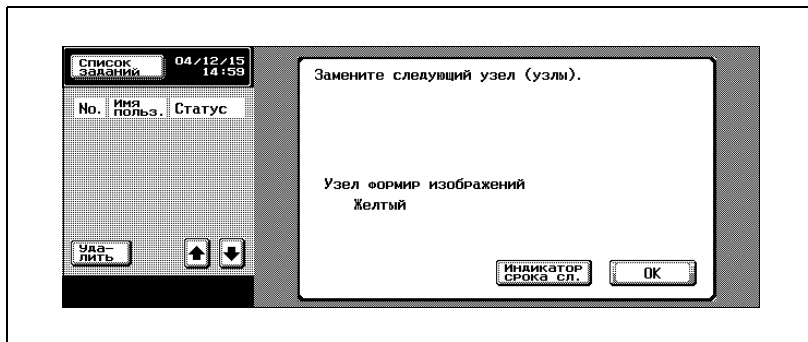 Список
заданий
04/12/15
14:59
No. Имя
польз. Статус
Уда-
лить
Замените следующий узел (узлы).
Узел формир изображений
Желтый
Индикатор
срока сл.
OK